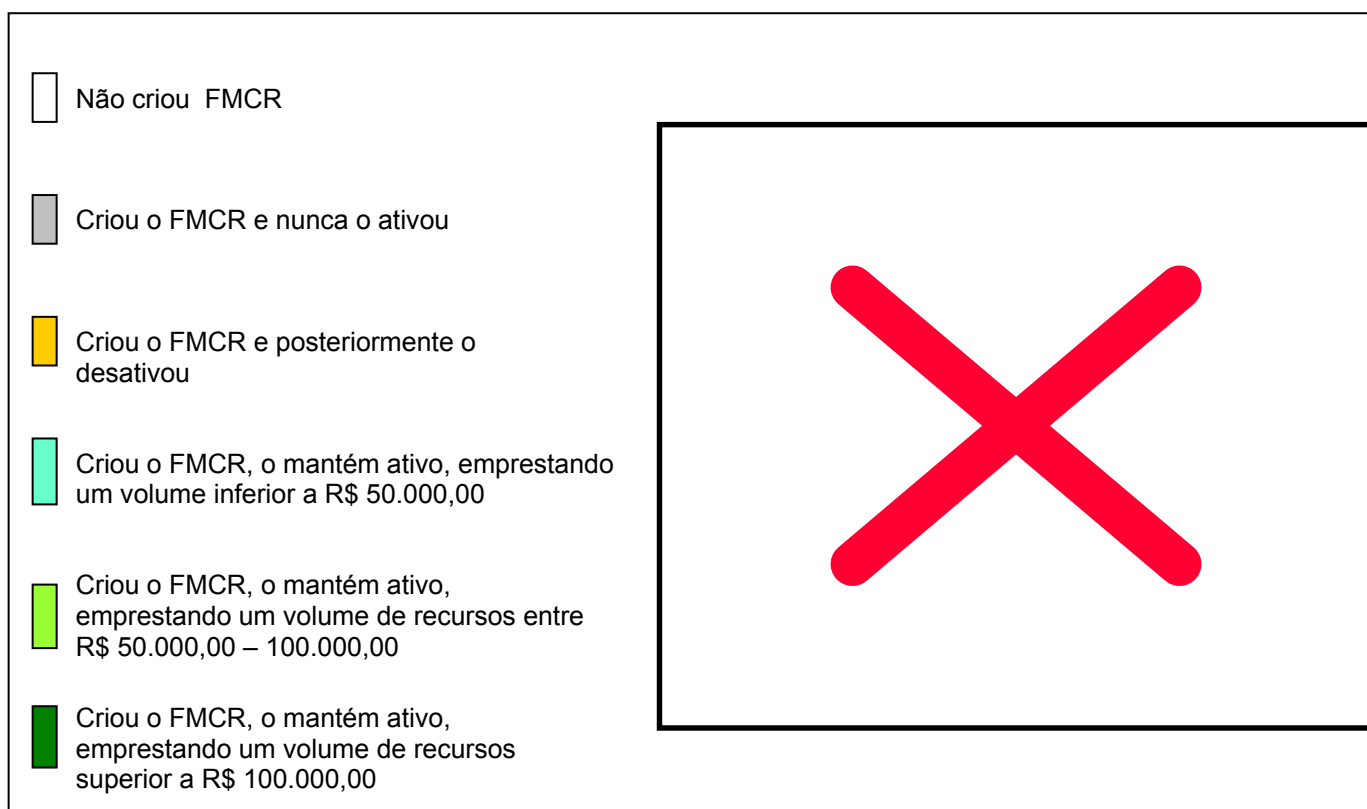 Não criou FMCR
Criou o FMCR e nunca o ativou
Criou o FMCR e posteriormente o
desativou
Criou o FMCR, o mantém ativo, emprestando
um volume inferior a R$ 50.000,00
Criou o FMCR, o mantém ativo,
emprestando um volume de recursos entre
R$ 50.000,00 – 100.000,00
Criou o FMCR, o mantém ativo,
emprestando um volume de recursos
superior a R$ 100.000,00